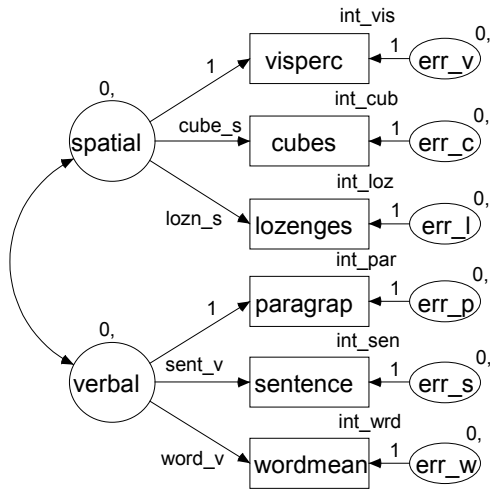 int_vis
0,
1
visperc
1
err_v
0,
int_cub
0,
spatial
cube_s
cubes
1
err_c
int_loz
0,
lozn_s
lozenges
1
err_l
int_par
0,
1
paragrap
1
err_p
0,
int_sen
0,
verbal
sent_v
sentence
1
err_s
int_wrd
0,
word_v
wordmean
1
err_w